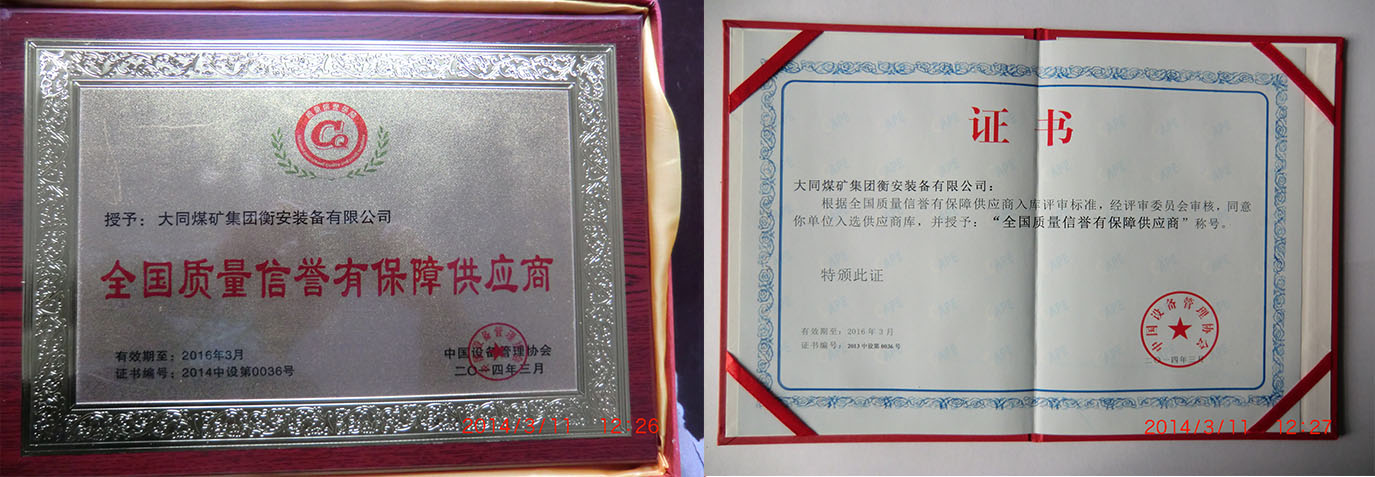 CQ
授予：大同煤矿集团衡安装备有限公司
全国质量信誉有保障供应商
有效期至：2016年3月
证书编号：2014中设第0036号
中国设备管理协会
二〇一四年三月
2014/3/11 12:26
证书
大同煤矿集团衡安装备有限公司：
根据全国质量信誉有保障供应商入库评审标准，经评审委员会审核，同意
你单位入选供应商库，并授予：“全国质量信誉有保障供应商”称号。
特颁此证
有效期至：2016年3月
证书编号：2013中设第0036号
中国设备管理协会
二〇一四年三月
2014/3/11 12:27